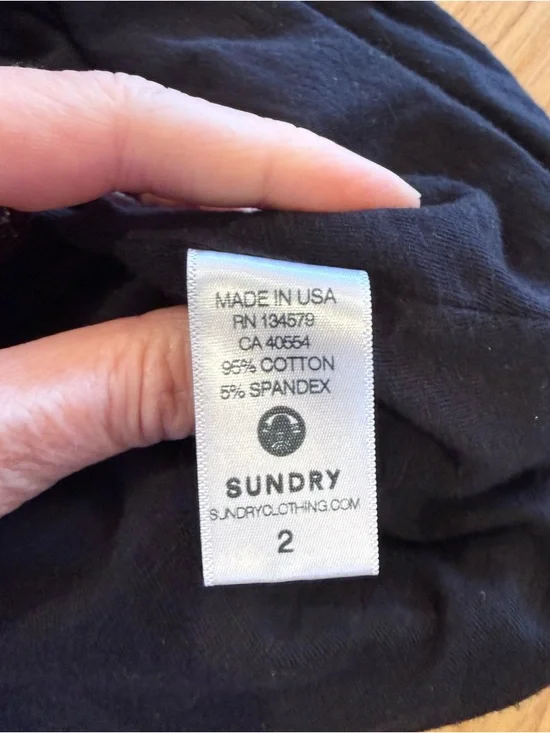 MADE IN USA
RN 134579
CA 40554
95% COTTON
5% SPANDEX
SUNDRY
SUNDRYCLOTHING.COM
2